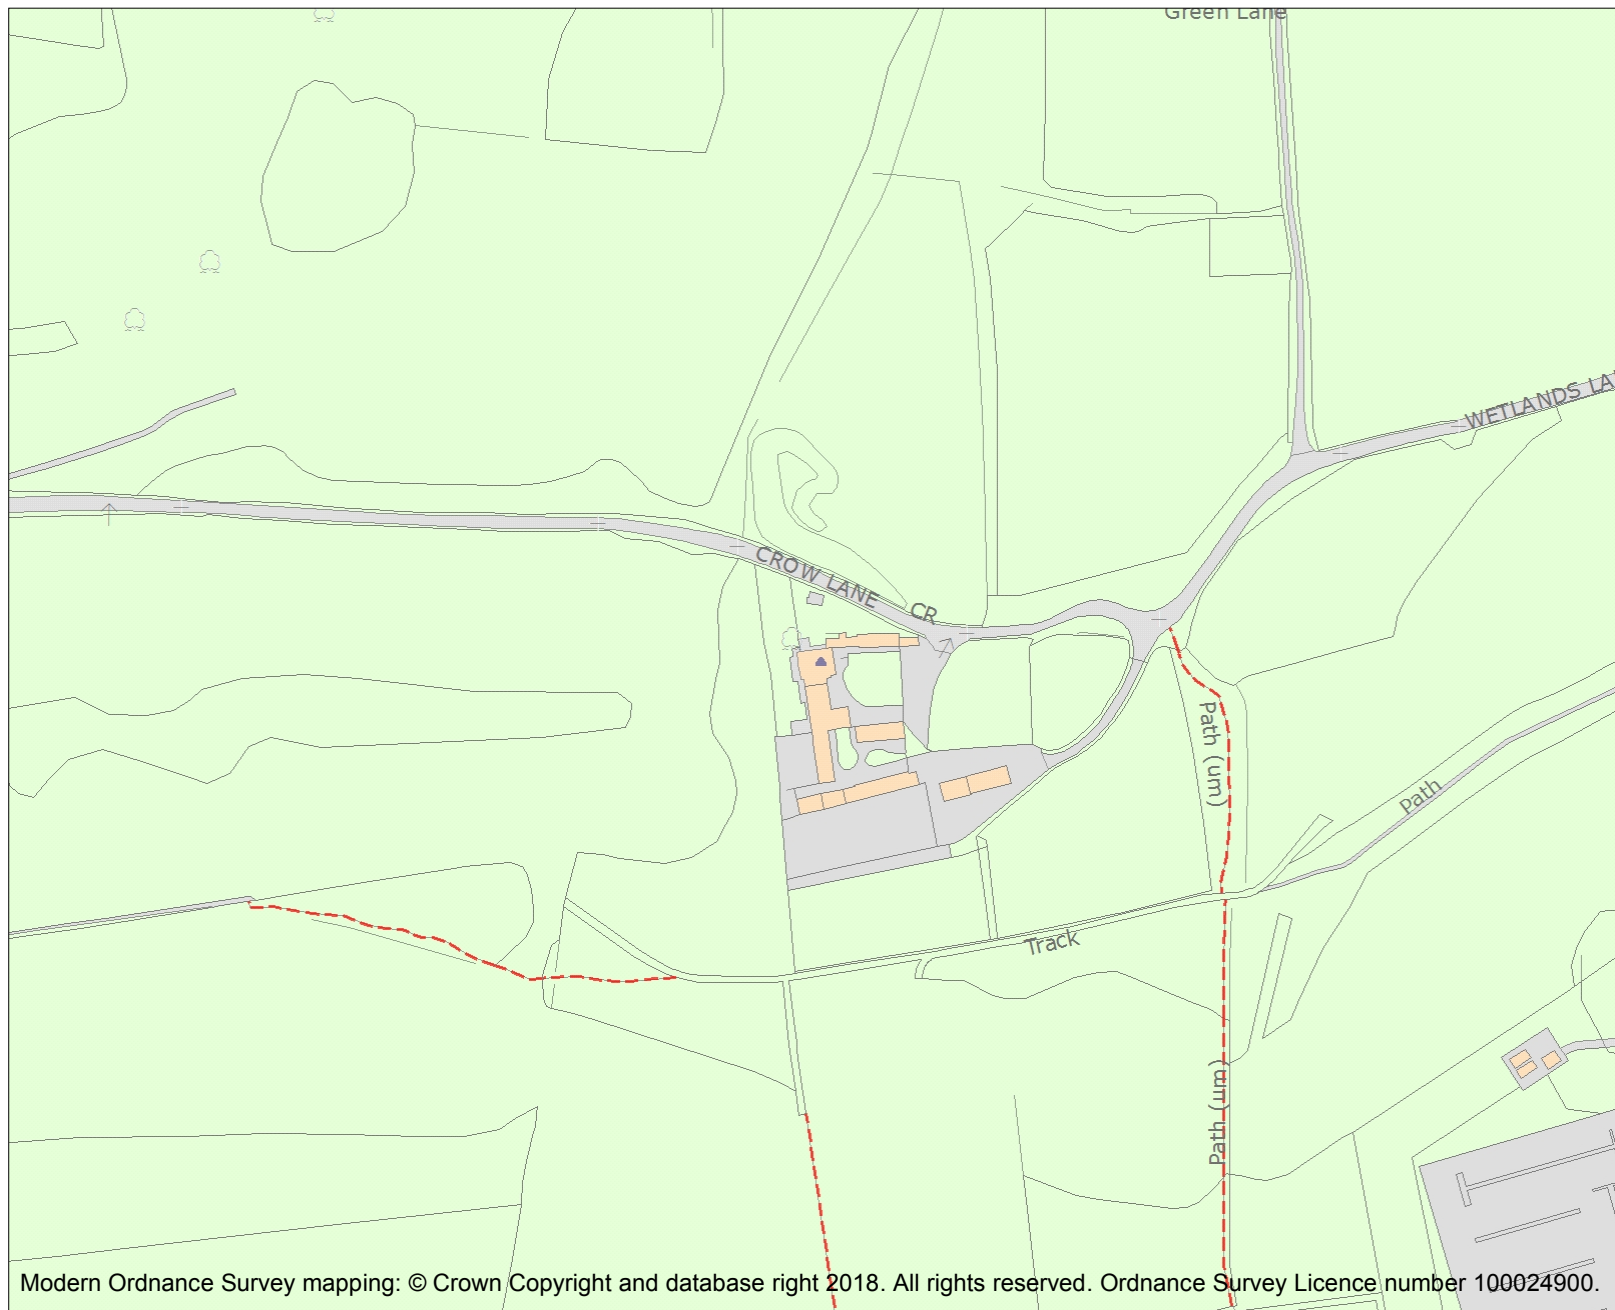 Green Lane
WETLANDS LA
CROW LANE
CR
Path (um)
Path
Track
Path (um)
Modern Ordnance Survey mapping: © Crown Copyright and database right 2018. All rights reserved. Ordnance Survey Licence number 100024900.